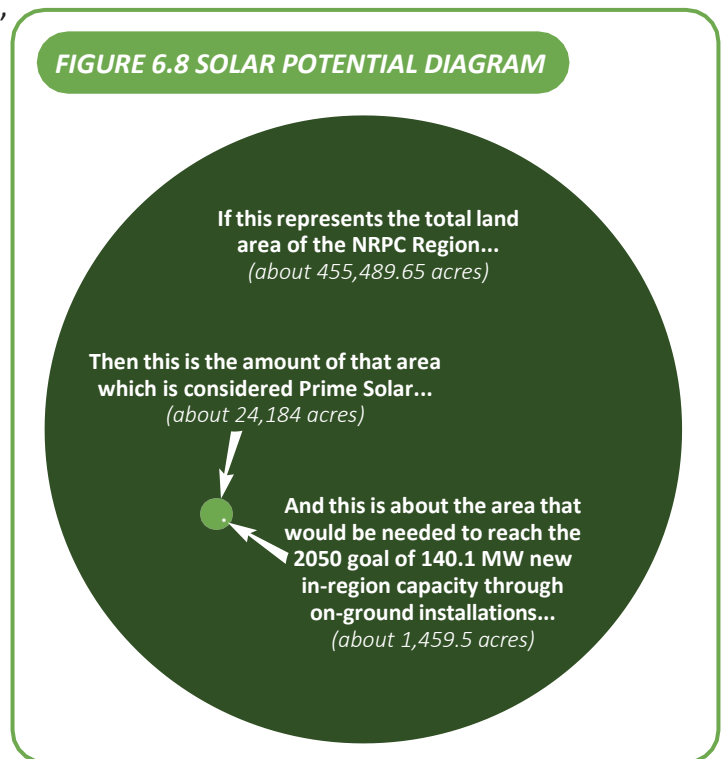 ,
FIGURE 6.8 SOLAR POTENTIAL DIAGRAM
If this represents the total land
area of the NRPC Region...
(about 455,489.65 acres)
Then this is the amount of that area
which is considered Prime Solar...
(about 24,184 acres)
And this is about the area that
would be needed to reach the
2050 goal of 140.1 MW new
in-region capacity through
on-ground installations...
(about 1,459.5 acres)